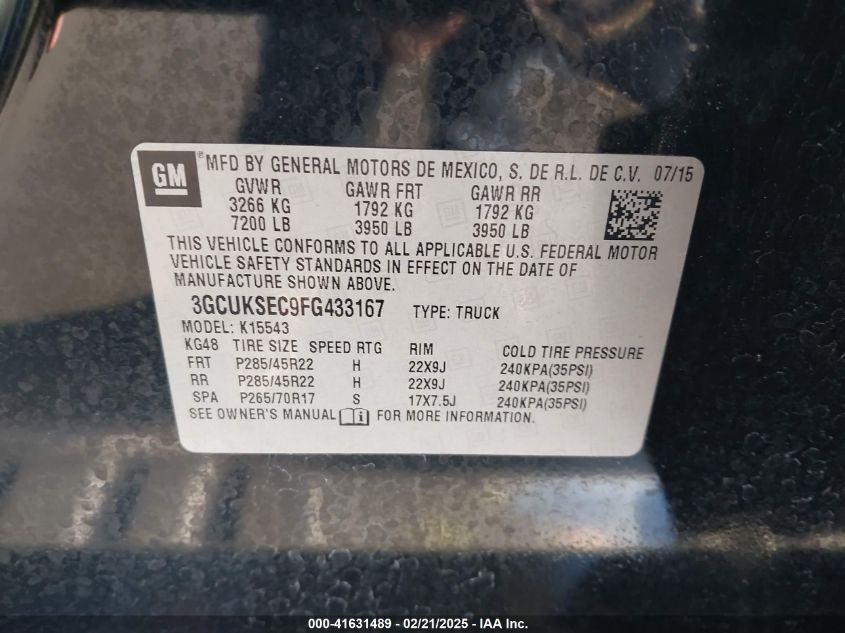 GM ® MFD BY GENERAL MOTORS DE MEXICO, S. DE R.L. DE C.V. 07/15
GVWR GAWR FRT GAWR RR
3266 KG 1792 KG 1792 KG
7200 LB 3950 LB 3950 LB
THIS VEHICLE CONFORMS TO ALL APPLICABLE U.S. FEDERAL MOTOR
VEHICLE SAFETY STANDARDS IN EFFECT ON THE DATE OF
MANUFACTURE SHOWN ABOVE.
3GCUKSEC9FG433167 TYPE: TRUCK
MODEL: K15543
KG48 TIRE SIZE SPEED RTG RIM COLD TIRE PRESSURE
FRT P285/45R22 H 22X9J 240KPA(35PSI)
RR P285/45R22 H 22X9J 240KPA(35PSI)
SPA P265/70R17 S 17X7.5J 240KPA(35PSI)
SEE OWNER'S MANUAL i FOR MORE INFORMATION.
000-41631489 - 02/21/2025 - IAA Inc.